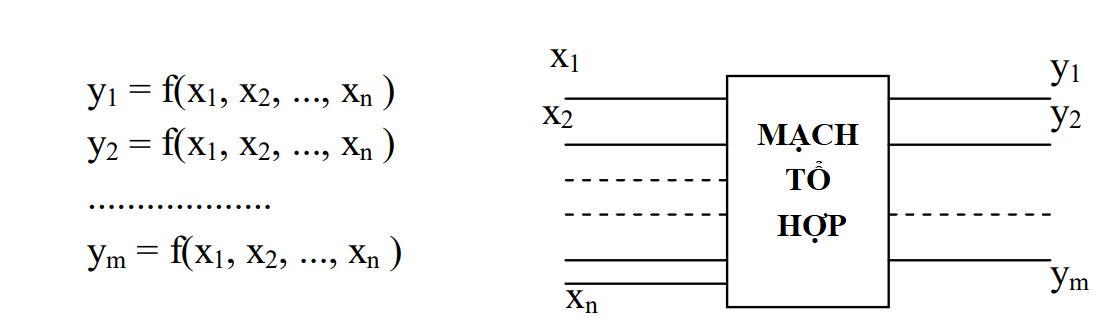 y₁ = f(x₁, x₂, ..., xₙ )
y₂ = f(x₁, x₂, ..., xₙ )
...................
yₘ = f(x₁, x₂, ..., xₙ )
x₁
x₂
xₙ
MẠCH
TỔ
HỢP
y₁
y₂
yₘ